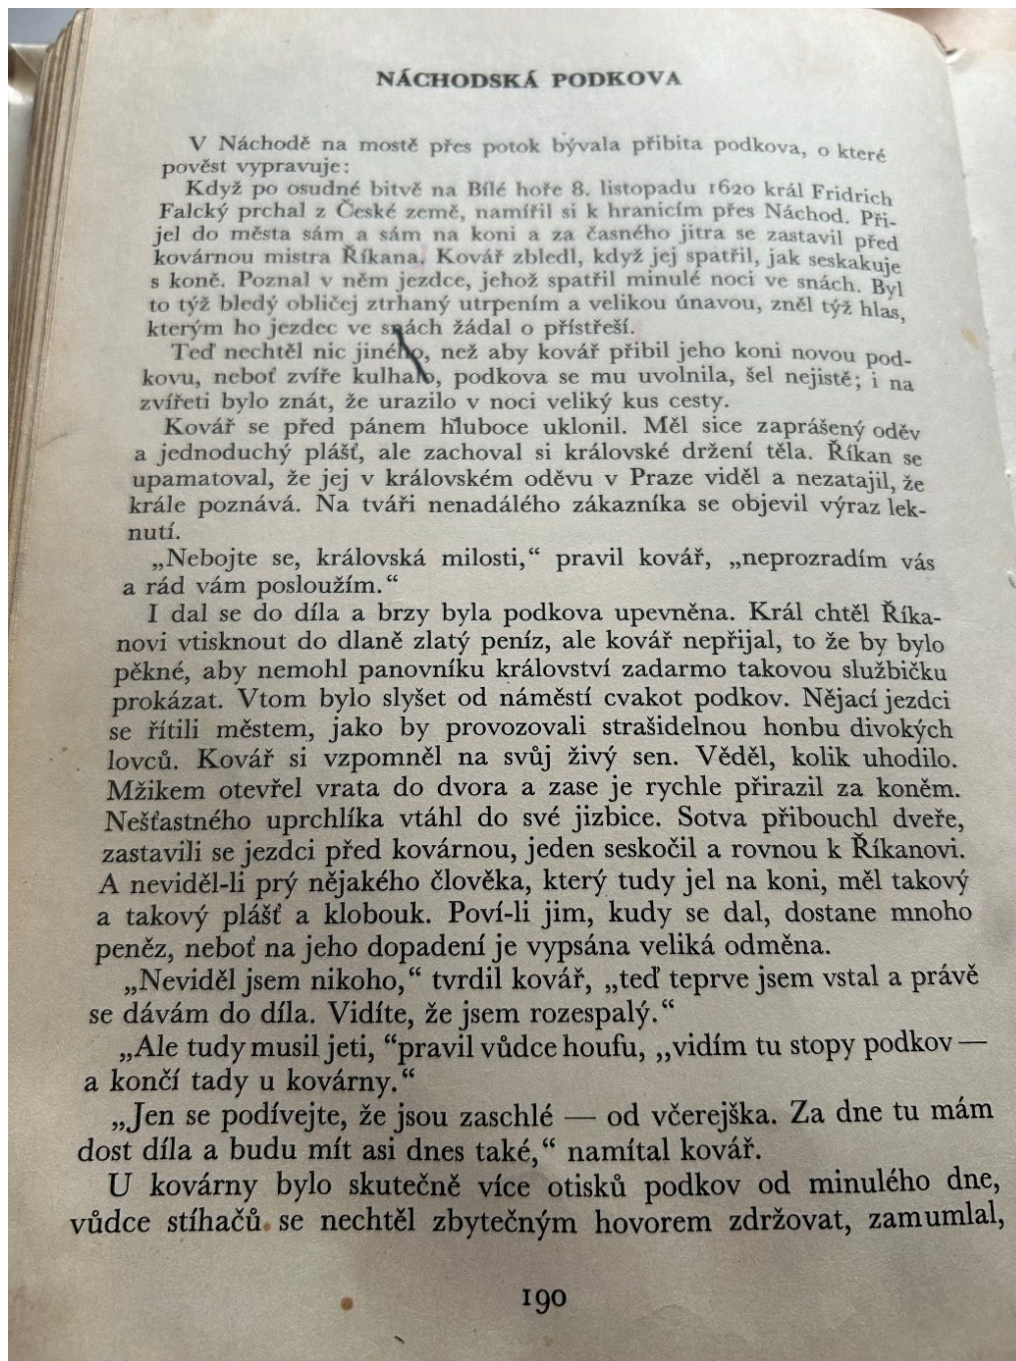 NÁCHODSKÁ PODKOVA
V Náchodě na mostě přes potok bývala přibita podkova, o které
pověst vypravuje:
Když po osudné bitvě na Bílé hoře 8. listopadu 1620 král Fridrich
Falcký prchal z České země, namířil si k hranicím přes Náchod. Při-
jel do města sám a sám na koni a za časného jitra se zastavil před
kovárnou mistra Říkana. Kovář zbledl, když jej spatřil, jak seskakuje
s koně. Poznal v něm jezdce, jehož spatřil minulé noci ve snách. Byl
to týž bledý obličej ztrhaný utrpením a velikou únavou, zněl týž hlas,
kterým ho jezdec ve snách žádal o přístřeší.
Teď nechtěl nic jiného, než aby kovář přibil jeho koni novou pod-
kovu, neboť zvíře kulhalo, podkova se mu uvolnila, šel nejistě; i na
zvířeti bylo znát, že urazilo v noci veliký kus cesty.
Kovář se před pánem hluboce uklonil. Měl sice zaprášený oděv
a jednoduchý plášť, ale zachoval si královské držení těla. Říkan se
upamatoval, že jej v královském oděvu v Praze viděl a nezatajil, že
krále poznává. Na tváři nenadálého zákazníka se objevil výraz lek-
nutí.
„Nebojte se, královská milosti,“ pravil kovář, „neprozradím vás
a rád vám posloužím.“
I dal se do díla a brzy byla podkova upevněna. Král chtěl Říka-
novi vtisknout do dlaně zlatý peníz, ale kovář nepřijal, to že by bylo
pěkné, aby nemohl panovníku království zadarmo takovou službičku
prokázat. Vtom bylo slyšet od náměstí cvakot podkov. Nějací jezdci
se řítili městem, jako by provozovali strašidelnou honbu divokých
lovců. Kovář si vzpomněl na svůj živý sen. Věděl, kolik uhodilo.
Mžikem otevřel vrata do dvora a zase je rychle přirazil za koněm.
Nešťastného uprchlíka vtáhl do své jizbice. Sotva přibouchl dveře,
zastavili se jezdci před kovárnou, jeden seskočil a rovnou k Říkanovi.
A neviděl-li prý nějakého člověka, který tudy jel na koni, měl takový
a takový plášť a klobouk. Poví-li jim, kudy se dal, dostane mnoho
peněz, neboť na jeho dopadení je vypsána veliká odměna.
„Neviděl jsem nikoho,“ tvrdil kovář, „teď teprve jsem vstal a právě
se dávám do díla. Vidíte, že jsem rozespalý.“
„Ale tudy musil jeti, “pravil vůdce houfu, „vidím tu stopy podkov —
a končí tady u kovárny.“
„Jen se podívejte, že jsou zaschlé — od včerejška. Za dne tu mám
dost díla a budu mít asi dnes také,“ namítal kovář.
U kovárny bylo skutečně více otisků podkov od minulého dne,
vůdce stíhačů se nechtěl zbytečným hovorem zdržovat, zamumlal,
190